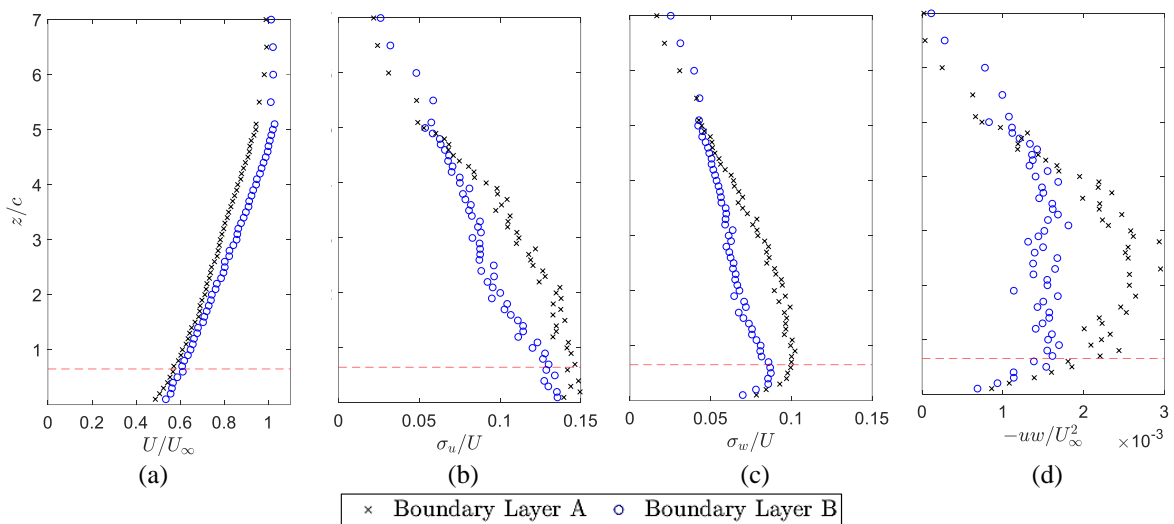 7
6
5
4
3
2
1
0
z/c
0 0.2 0.4 0.6 0.8 1
U/U∞
(a)
0 0.05 0.1 0.15
σu/U
(b)
0 0.05 0.1 0.15
σw/U
(c)
0 1 2 3
−uw/U²∞ ×10⁻³
(d)
× Boundary Layer A ○ Boundary Layer B